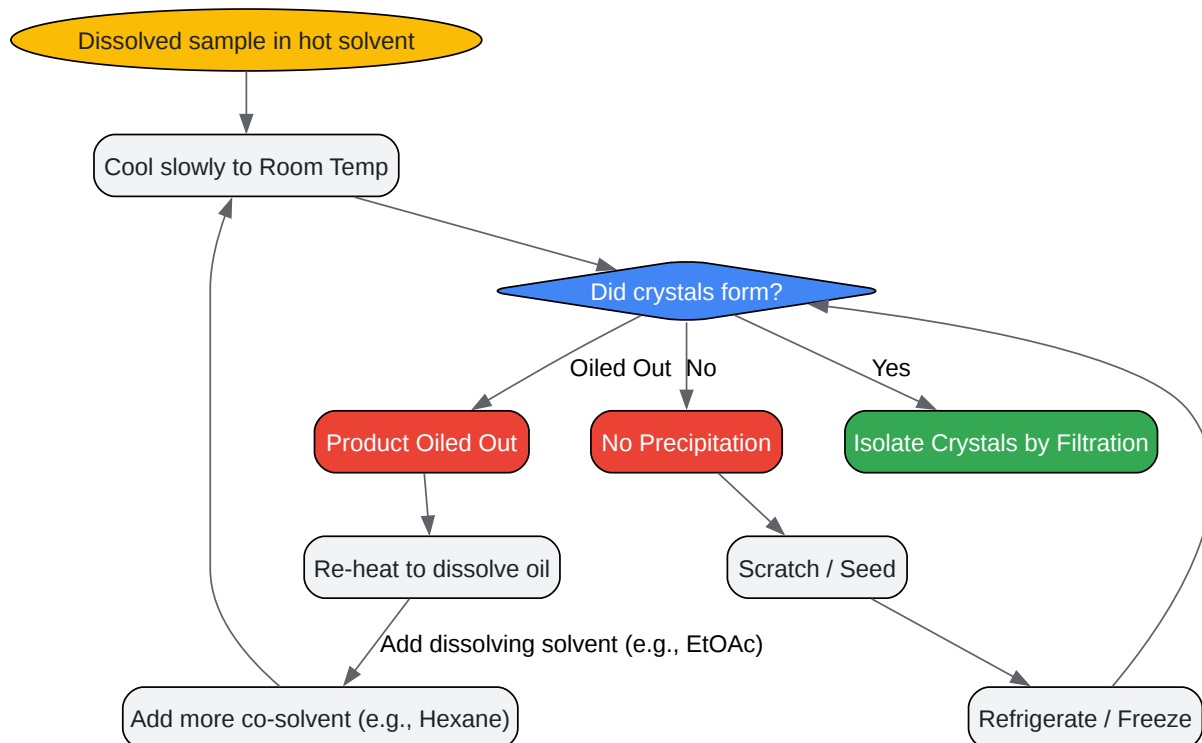 Dissolved sample in hot solvent
Cool slowly to Room Temp
Did crystals form?
Oiled Out
No
Yes
Product Oiled Out
No Precipitation
Isolate Crystals by Filtration
Re-heat to dissolve oil
Scratch / Seed
Add dissolving solvent (e.g., EtOAc)
Add more co-solvent (e.g., Hexane)
Refrigerate / Freeze